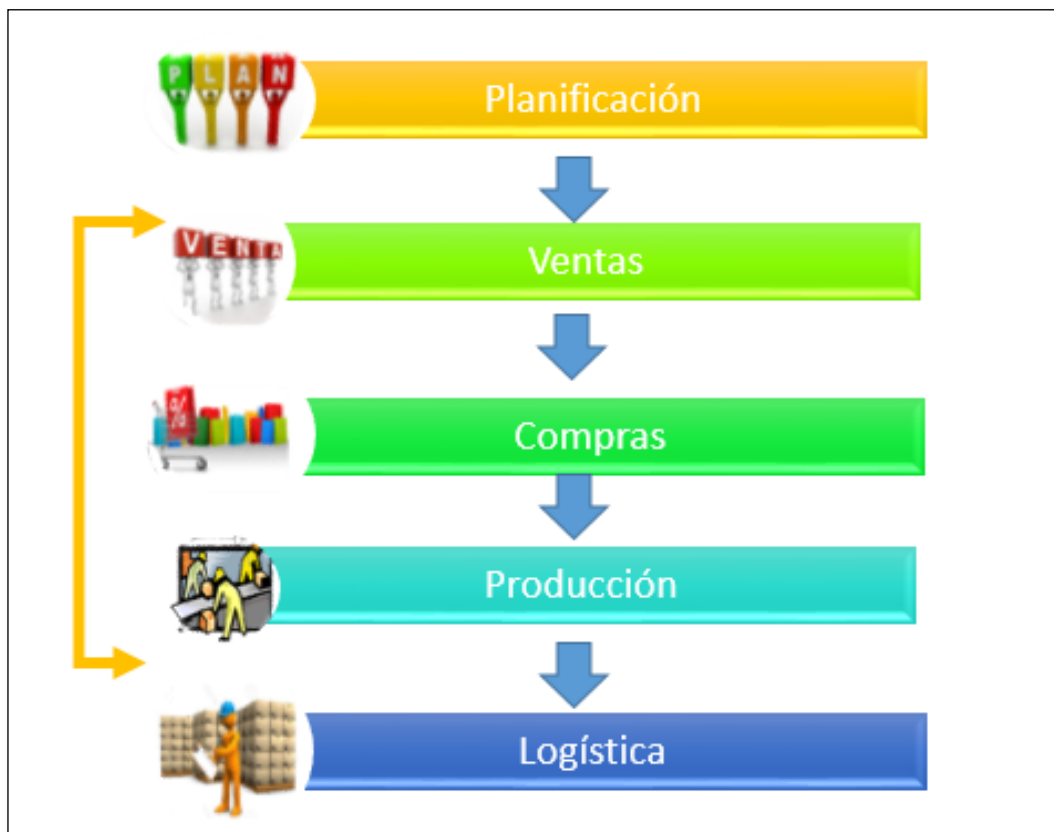 PLAN
Planificación
VENTA
Ventas
%
Compras
Producción
Logística